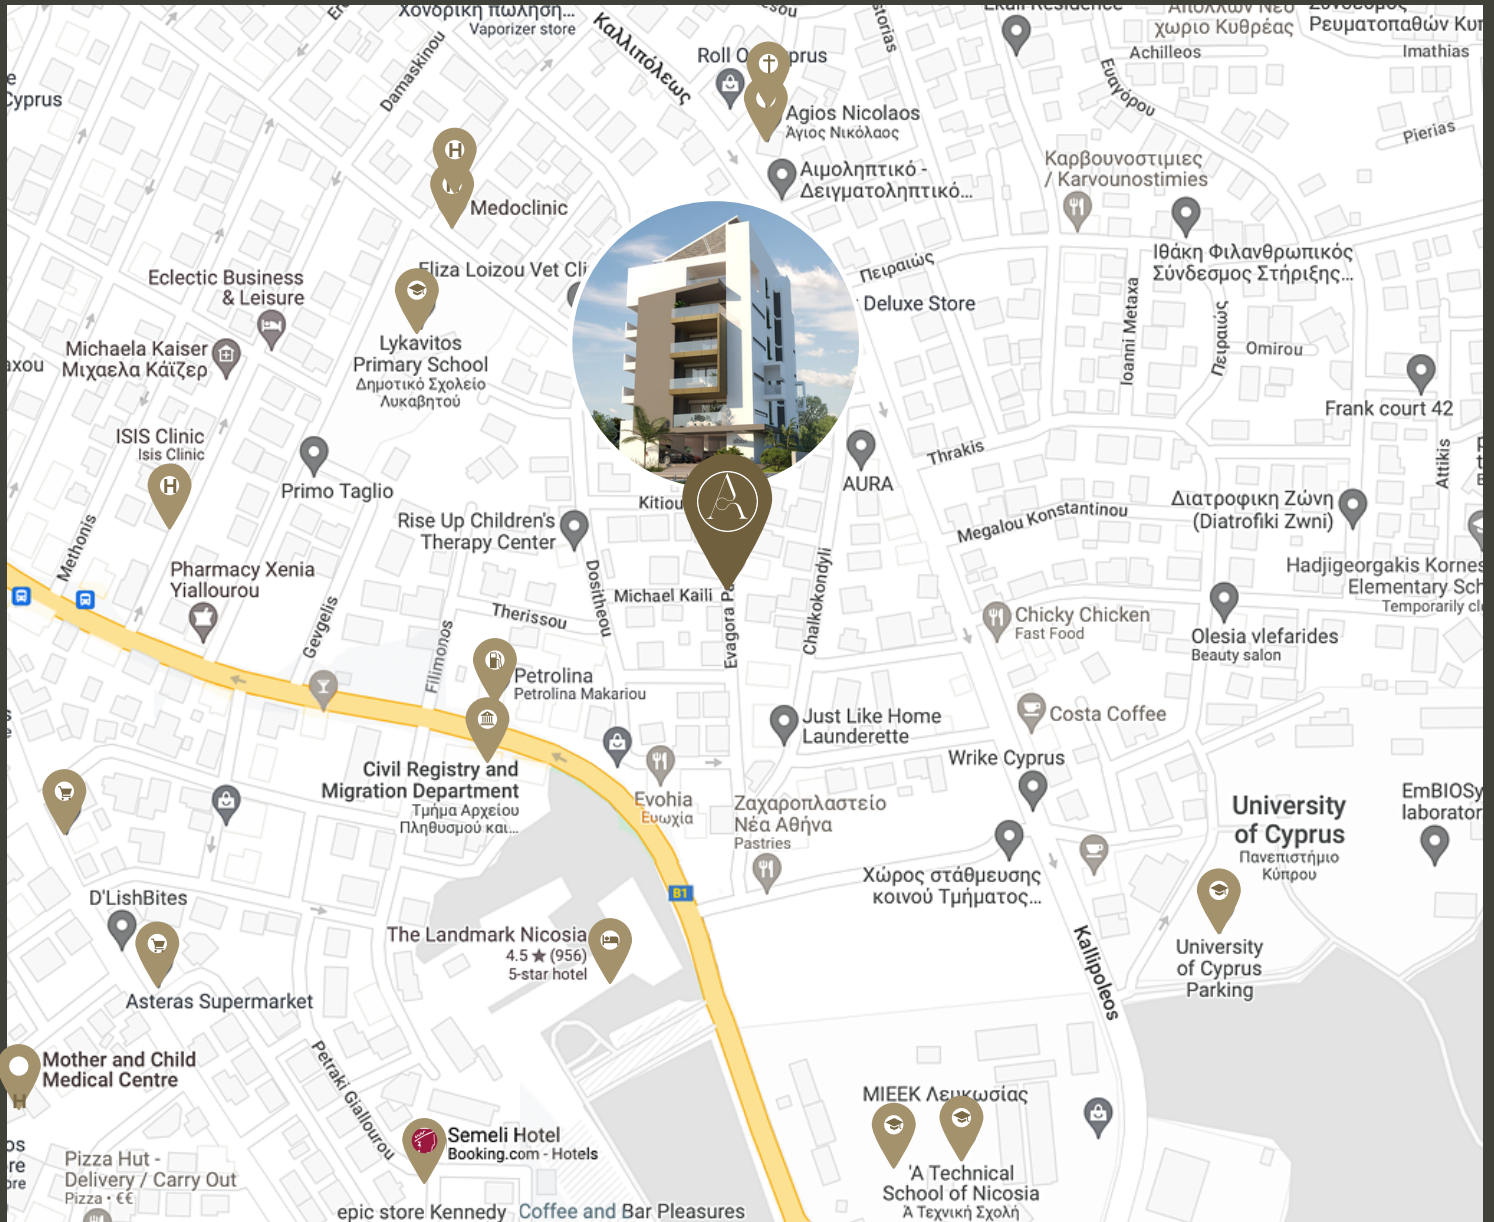 Χονδρική πώληση...
Vaporizer store
Καλλιπόλεως
Damaskinou
Roll
Cyprus
Agios Nicolaos
Άγιος Νικόλαος
Αιμοληπτικό -
Δειγματοληπτικό...
Απόλλων Νέο
χωριο Κυθρέας
Ρευματοπαθών
Achilleos
Imathias
Ευαγόρου
Pierias
Καρβουνοστιμιες
/ Karvounostimies
Ιθάκη Φιλανθρωπικός
Σύνδεσμος Στήριξης...
H
Medoclinic
Eliza Loizou Vet
Eclectic Business
& Leisure
Lykavitos
Primary School
Δημοτικό Σχολείο
Λυκαβητού
Michaela Kaiser
Μιχαελα Κάϊζερ
Πειραιώς
Deluxe Store
Ioanni Metaxa
Πειραιώς
Omirou
Frank court 42
ISIS Clinic
Isis Clinic
H
Primo Taglio
AURA
Thrakis
Attikis
Rise Up Children's
Therapy Center
Megalou Konstantinou
Διατροφικη Ζώνη
(Diatrofiki Zwni)
Methonis
Pharmacy Xenia
Yiallourou
Gevgelis
Filimonos
Therissou
Dositheou
Michael Kaili
Evagora
Chalkokondyli
Hadjigeorgakis
Elementary
Temporarily
Chicky Chicken
Fast Food
Olesia vlefarides
Beauty salon
Petrolina
Petrolina Makariou
Just Like Home
Launderette
Costa Coffee
Wrike Cyprus
Civil Registry and
Migration Department
Τμήμα Αρχείου
Πληθυσμού και...
Evohia
Ευωχία
Ζαχαροπλαστείο
Νέα Αθήνα
Pastries
University
of Cyprus
Πανεπιστήμιο
Κύπρου
B1
Χώρος στάθμευσης
κοινού Τμήματος...
D'LishBites
The Landmark Nicosia
4.5 ★ (956)
5-star hotel
Kallipoleos
University
of Cyprus
Parking
Asteras Supermarket
Mother and Child
Medical Centre
H
Petraki Giallourou
ΜΙΕΕΚ Λευκωσίας
Semeli Hotel
Booking.com - Hotels
'A Technical
School of Nicosia
Ά Τεχνική Σχολή
Pizza Hut -
Delivery / Carry Out
Pizza • €€
epic store Kennedy
Coffee and Bar Pleasures